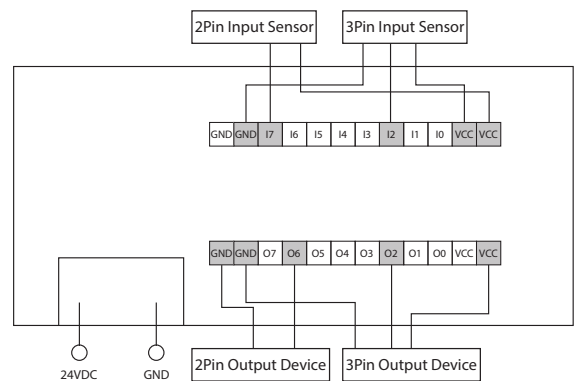 2Pin Input Sensor 3Pin Input Sensor
GND GND I7 I6 I5 I4 I3 I2 I1 I0 VCC VCC
GND GND O7 O6 O5 O4 O3 O2 O1 O0 VCC VCC
2Pin Output Device 3Pin Output Device
24VDC GND